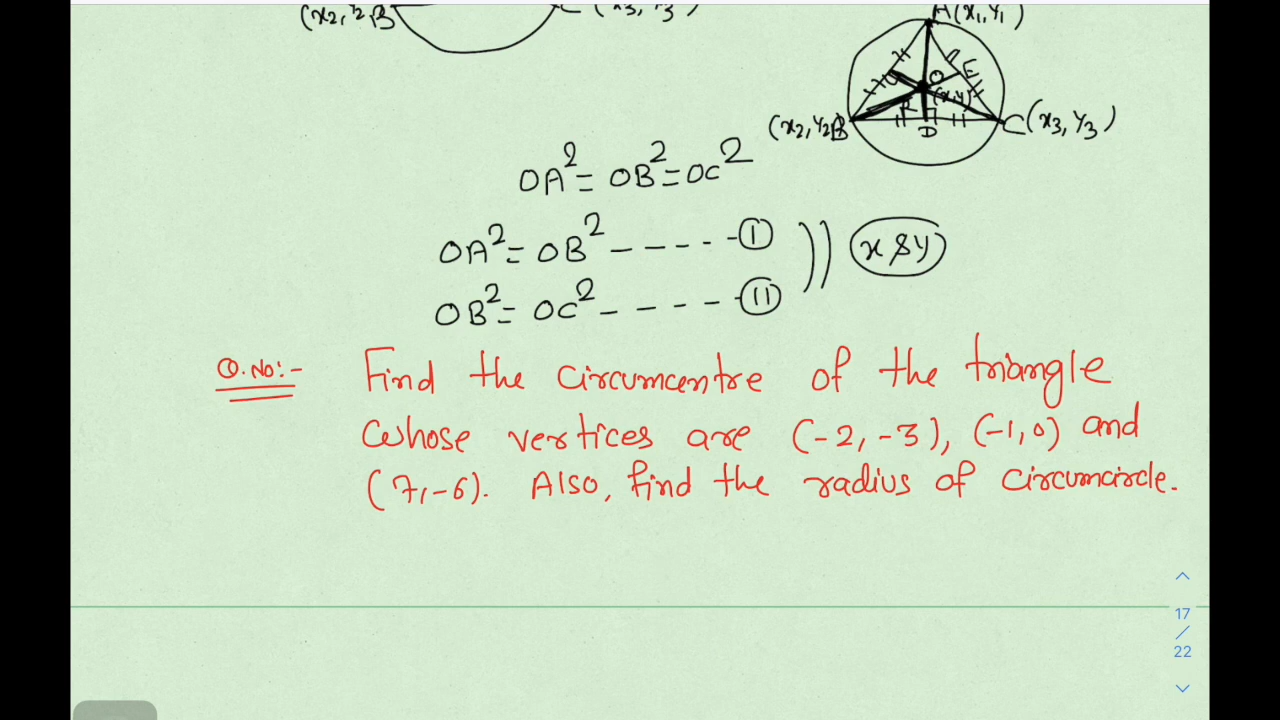 (x2, Y2, B
A(x1, Y1)
E
O
(x, y)
R
(x2, Y2) B
D
C(x3, Y3)
OA² = OB² = OC²
OA² = OB² - - - - - (I)
x & y
OB² = OC² - - - - - (II)
Q.No:- Find the circumcentre of the triangle
whose vertices are (-2, -3), (-1, 0) and
(7, -6). Also, find the radius of circumcircle.
17
/
22